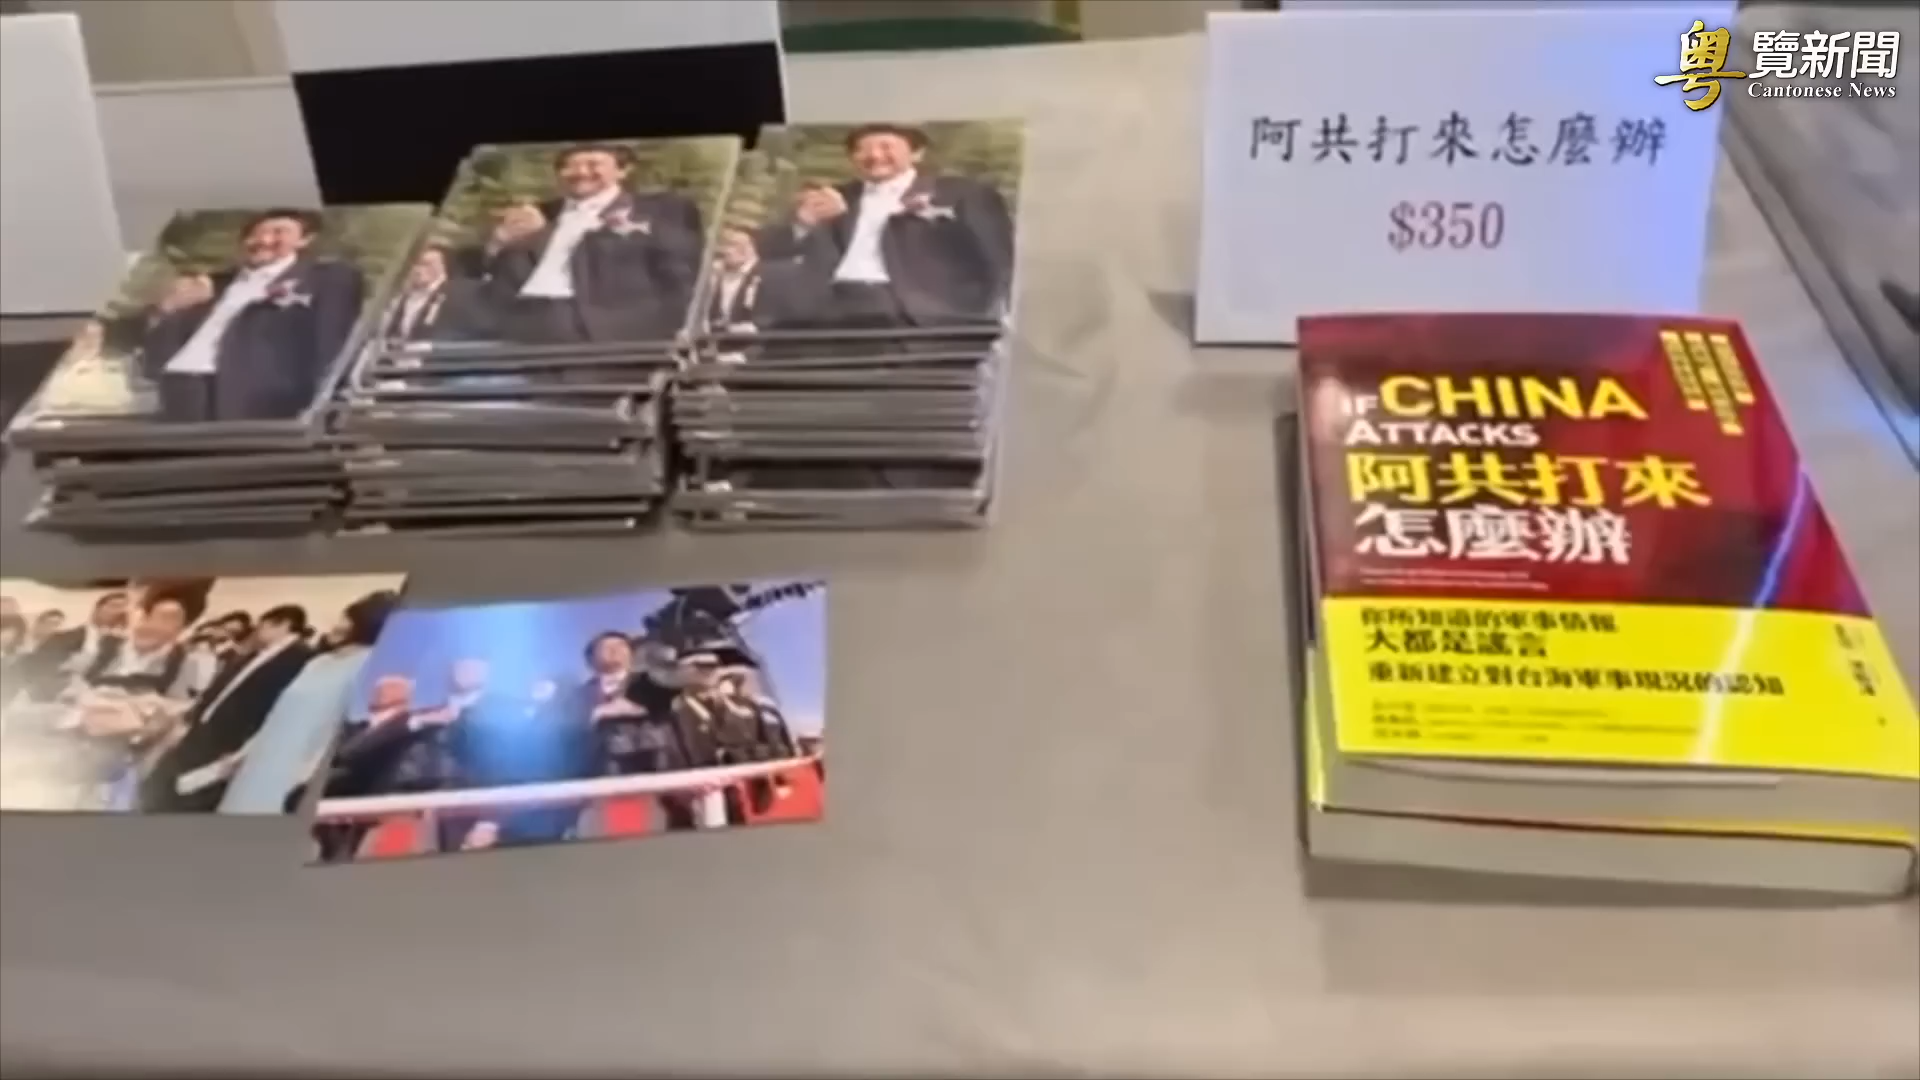 粤覽新聞
Cantonese News
阿共打來怎麼辦
$350
IF CHINA
ATTACKS
阿共打來
怎麼辦
你所知道的軍事情報
大都是謠言
重新建立對台海軍事現況的認知